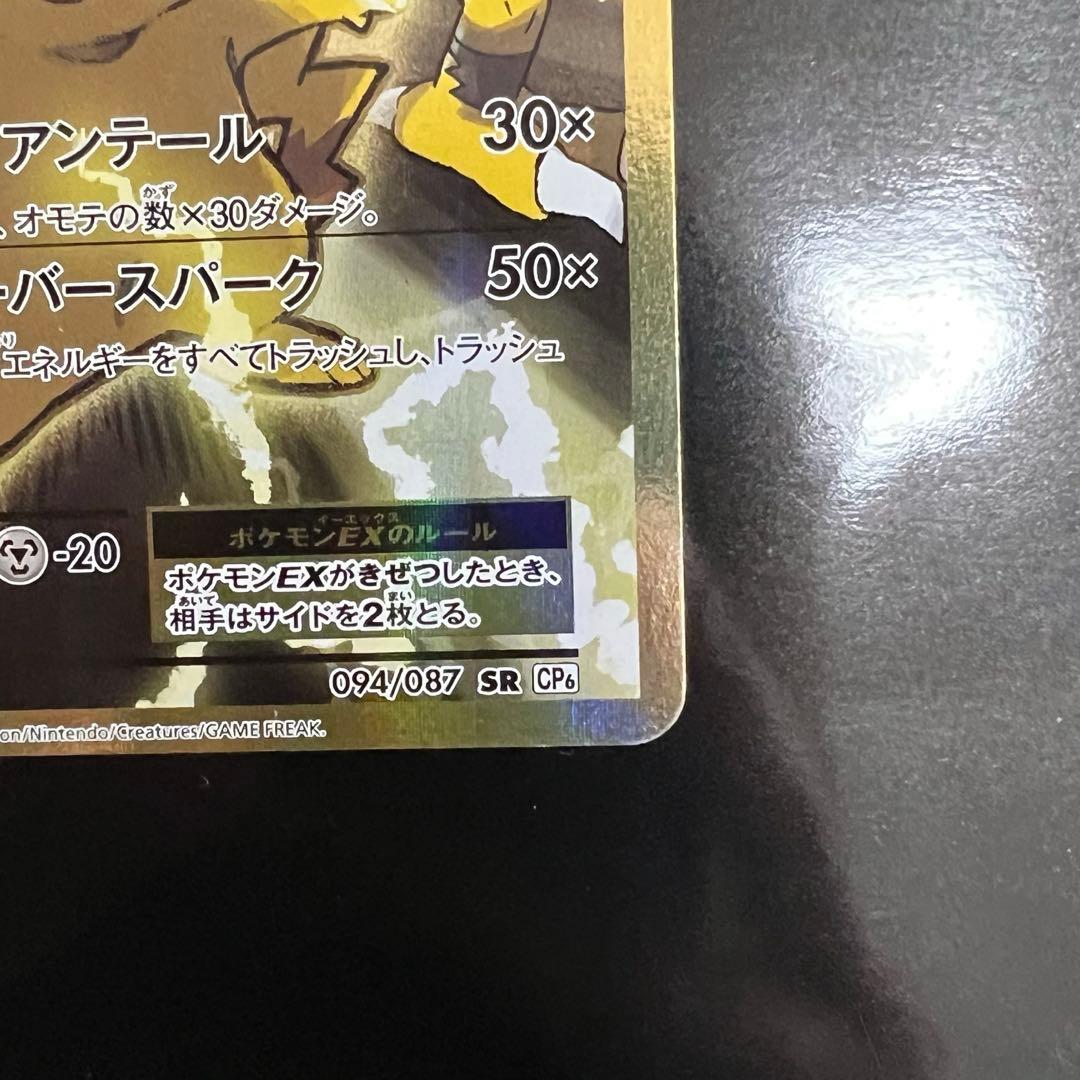 アンテール 30×
、オモテの数×30ダメージ。
ーバースパーク 50×
エネルギーをすべてトラッシュし、トラッシュ
-20
ポケモンEXのルール
ポケモンEXがきぜつしたとき、
相手はサイドを2枚とる。
094/087 SR CP6
on/Nintendo/Creatures/GAME FREAK.